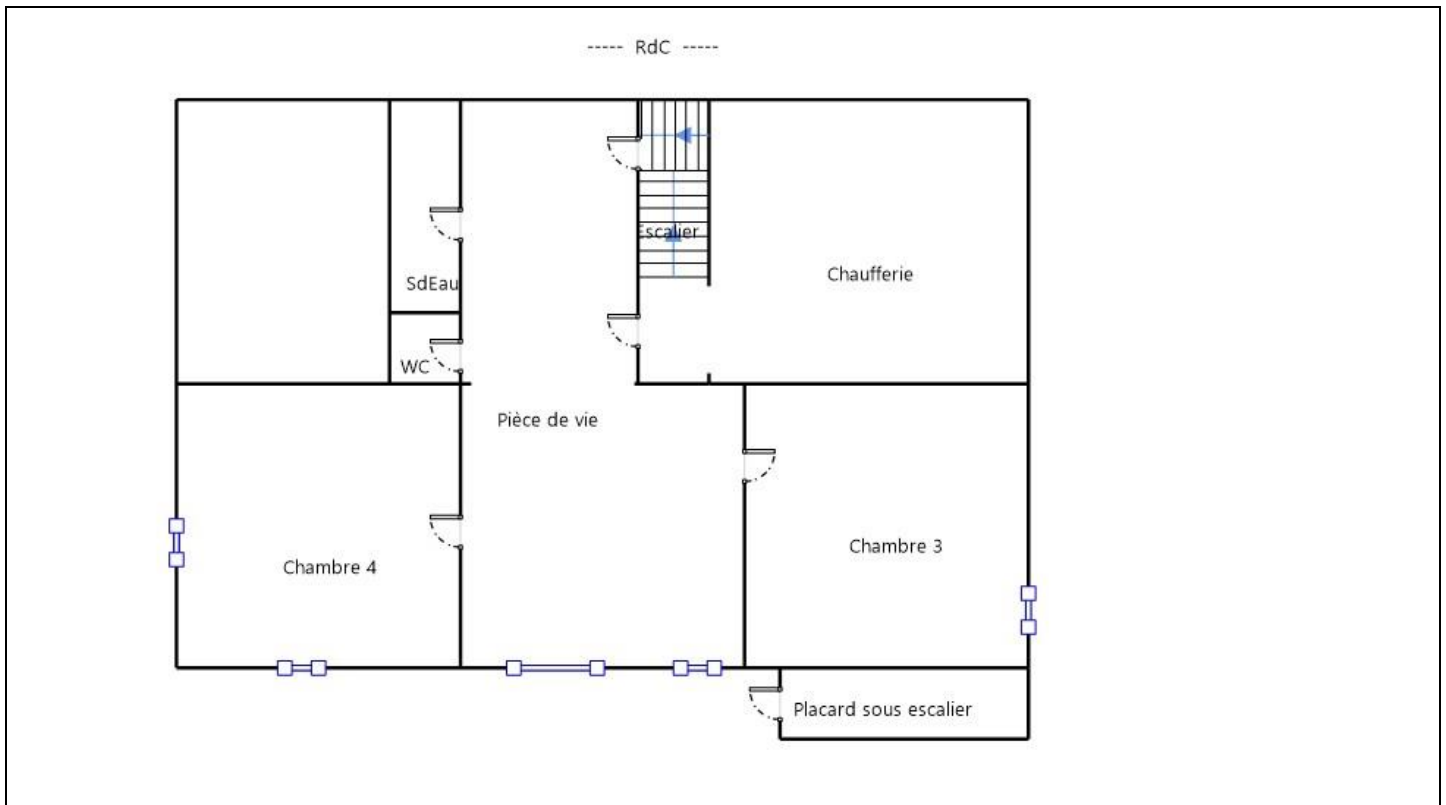 ----- RdC -----
Escalier
Chaufferie
SdEau
WC
Pièce de vie
Chambre 3
Chambre 4
Placard sous escalier